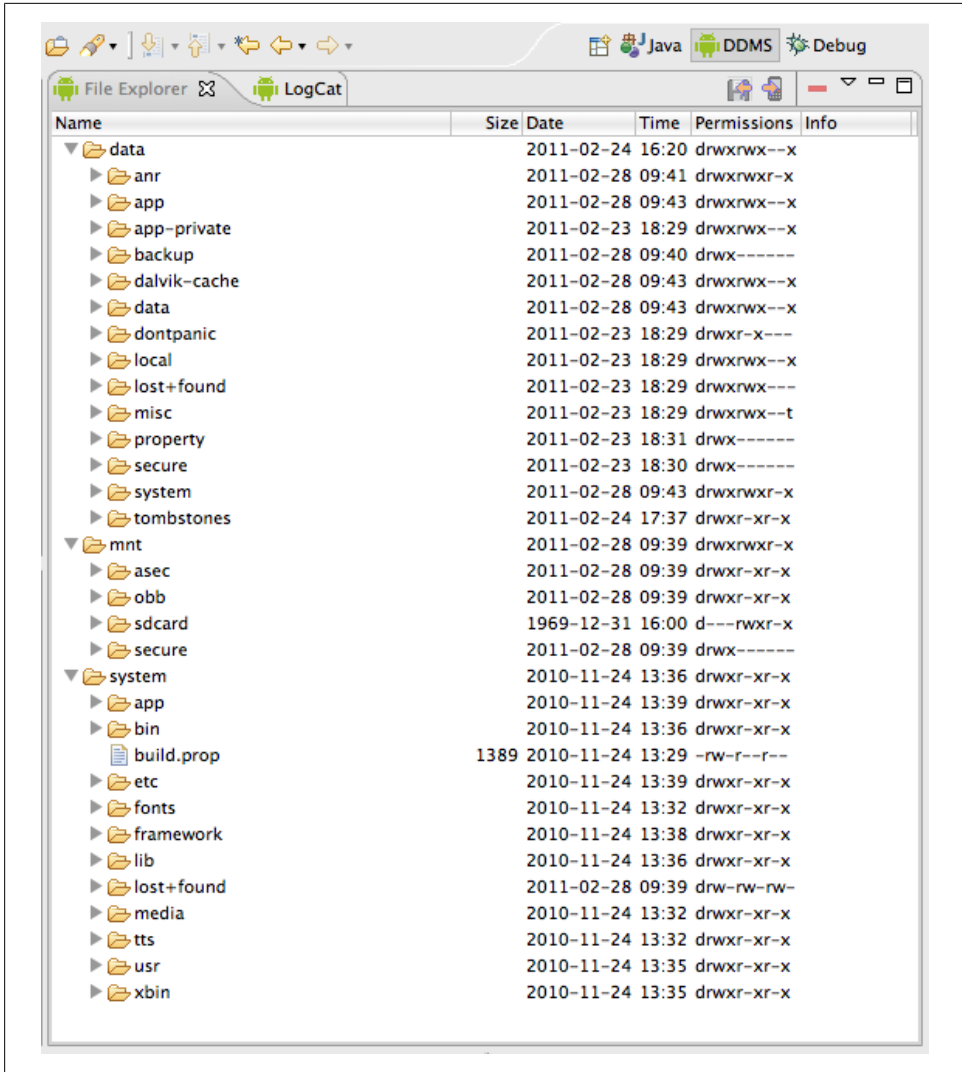 Java DDMS Debug
File Explorer LogCat
Name Size Date Time Permissions Info
data 2011-02-24 16:20 drwxrwx--x
anr 2011-02-28 09:41 drwxrwxr-x
app 2011-02-28 09:43 drwxrwx--x
app-private 2011-02-23 18:29 drwxrwx--x
backup 2011-02-28 09:40 drwx------
dalvik-cache 2011-02-28 09:43 drwxrwx--x
data 2011-02-28 09:43 drwxrwx--x
dontpanic 2011-02-23 18:29 drwxr-x---
local 2011-02-23 18:29 drwxrwx--x
lost+found 2011-02-23 18:29 drwxrwx---
misc 2011-02-23 18:29 drwxrwx--t
property 2011-02-23 18:31 drwx------
secure 2011-02-23 18:30 drwx------
system 2011-02-28 09:43 drwxrwxr-x
tombstones 2011-02-24 17:37 drwxr-xr-x
mnt 2011-02-28 09:39 drwxrwxr-x
asec 2011-02-28 09:39 drwxr-xr-x
obb 2011-02-28 09:39 drwxr-xr-x
sdcard 1969-12-31 16:00 d---rwxr-x
secure 2011-02-28 09:39 drwx------
system 2010-11-24 13:36 drwxr-xr-x
app 2010-11-24 13:39 drwxr-xr-x
bin 2010-11-24 13:36 drwxr-xr-x
build.prop 1389 2010-11-24 13:29 -rw-r--r--
etc 2010-11-24 13:39 drwxr-xr-x
fonts 2010-11-24 13:32 drwxr-xr-x
framework 2010-11-24 13:38 drwxr-xr-x
lib 2010-11-24 13:36 drwxr-xr-x
lost+found 2011-02-28 09:39 drw-rw-rw-
media 2010-11-24 13:32 drwxr-xr-x
tts 2010-11-24 13:32 drwxr-xr-x
usr 2010-11-24 13:35 drwxr-xr-x
xbin 2010-11-24 13:35 drwxr-xr-x